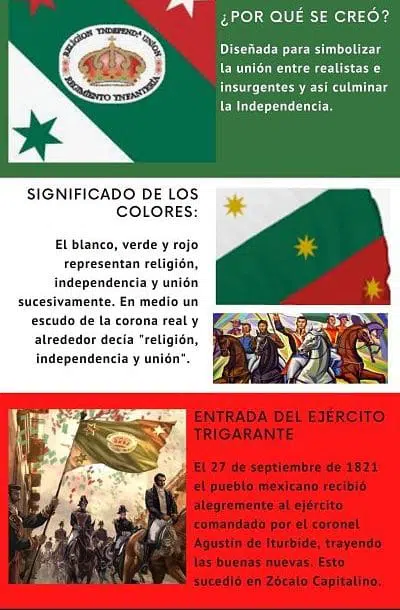 ¿POR QUÉ SE CREÓ?
RELIGION YNDEPENDª UNION
REGIMIENTO YNFANTERIA
Diseñada para simbolizar
la unión entre realistas e
insurgentes y así culminar
la Independencia.
SIGNIFICADO DE LOS
COLORES:
El blanco, verde y rojo
representan religión,
independencia y unión
sucesivamente. En medio un
escudo de la corona real y
alrededor decía "religión,
independencia y unión".
ENTRADA DEL EJÉRCITO
TRIGARANTE
El 27 de septiembre de 1821
el pueblo mexicano recibió
alegremente al ejército
comandado por el coronel
Agustín de Iturbide, trayendo
las buenas nuevas. Esto
sucedió en Zócalo Capitalino.